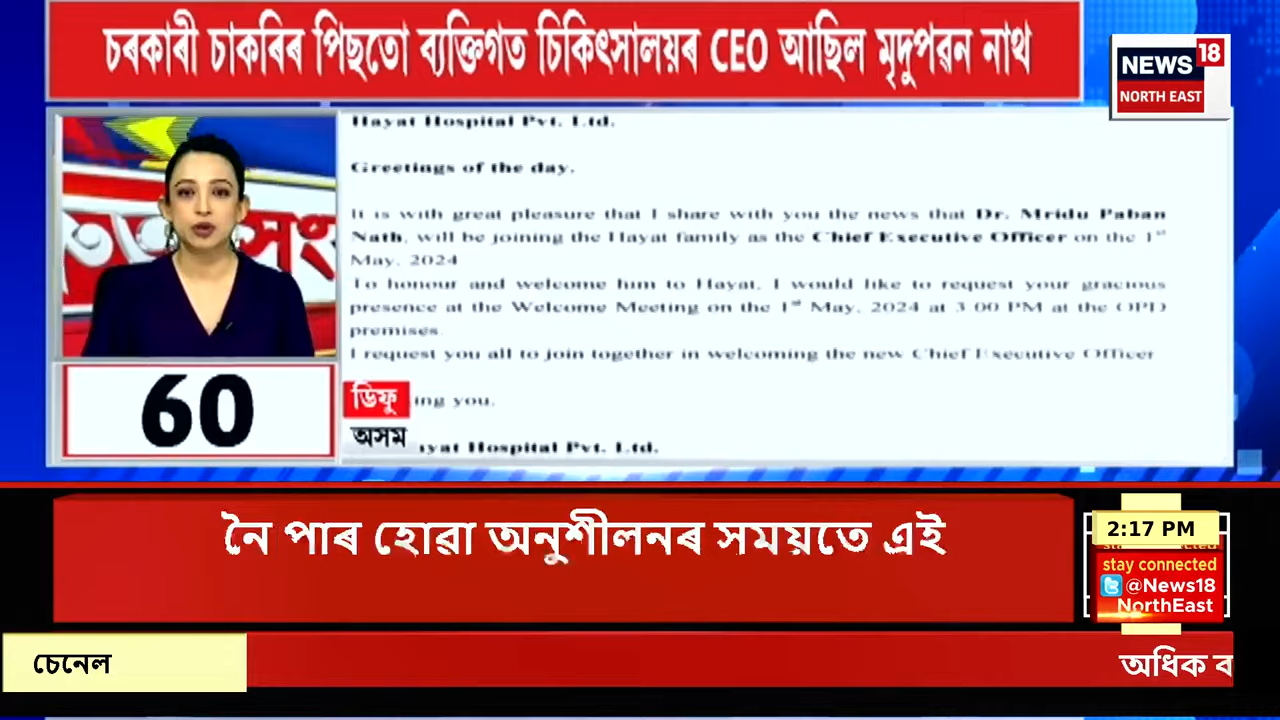 চৰকাৰী চাকৰিৰ পিছতো ব্যক্তিগত চিকিৎসালয়ৰ CEO আছিল মৃদুপৱন নাথ
NEWS 18
NORTH EAST
Hayat Hospital Pvt. Ltd.
Greetings of the day.
It is with great pleasure that I share with you the news that Dr. Mridu Paban
Nath, will be joining the Hayat family as the Chief Executive Officer on the 1st
May, 2024
To honour and welcome him to Hayat, I would like to request your gracious
presence at the Welcome Meeting on the 1st May, 2024 at 3:00 PM at the OPD
premises.
I request you all to join together in welcoming the new Chief Executive Officer
ing you.
ayat Hospital Pvt. Ltd.
60
ডিফু
অসম
নৈ পাৰ হোৱা অনুশীলনৰ সময়তে এই
2:17 PM
stay connected
@News18
NorthEast
চেনেল
অধিক ব